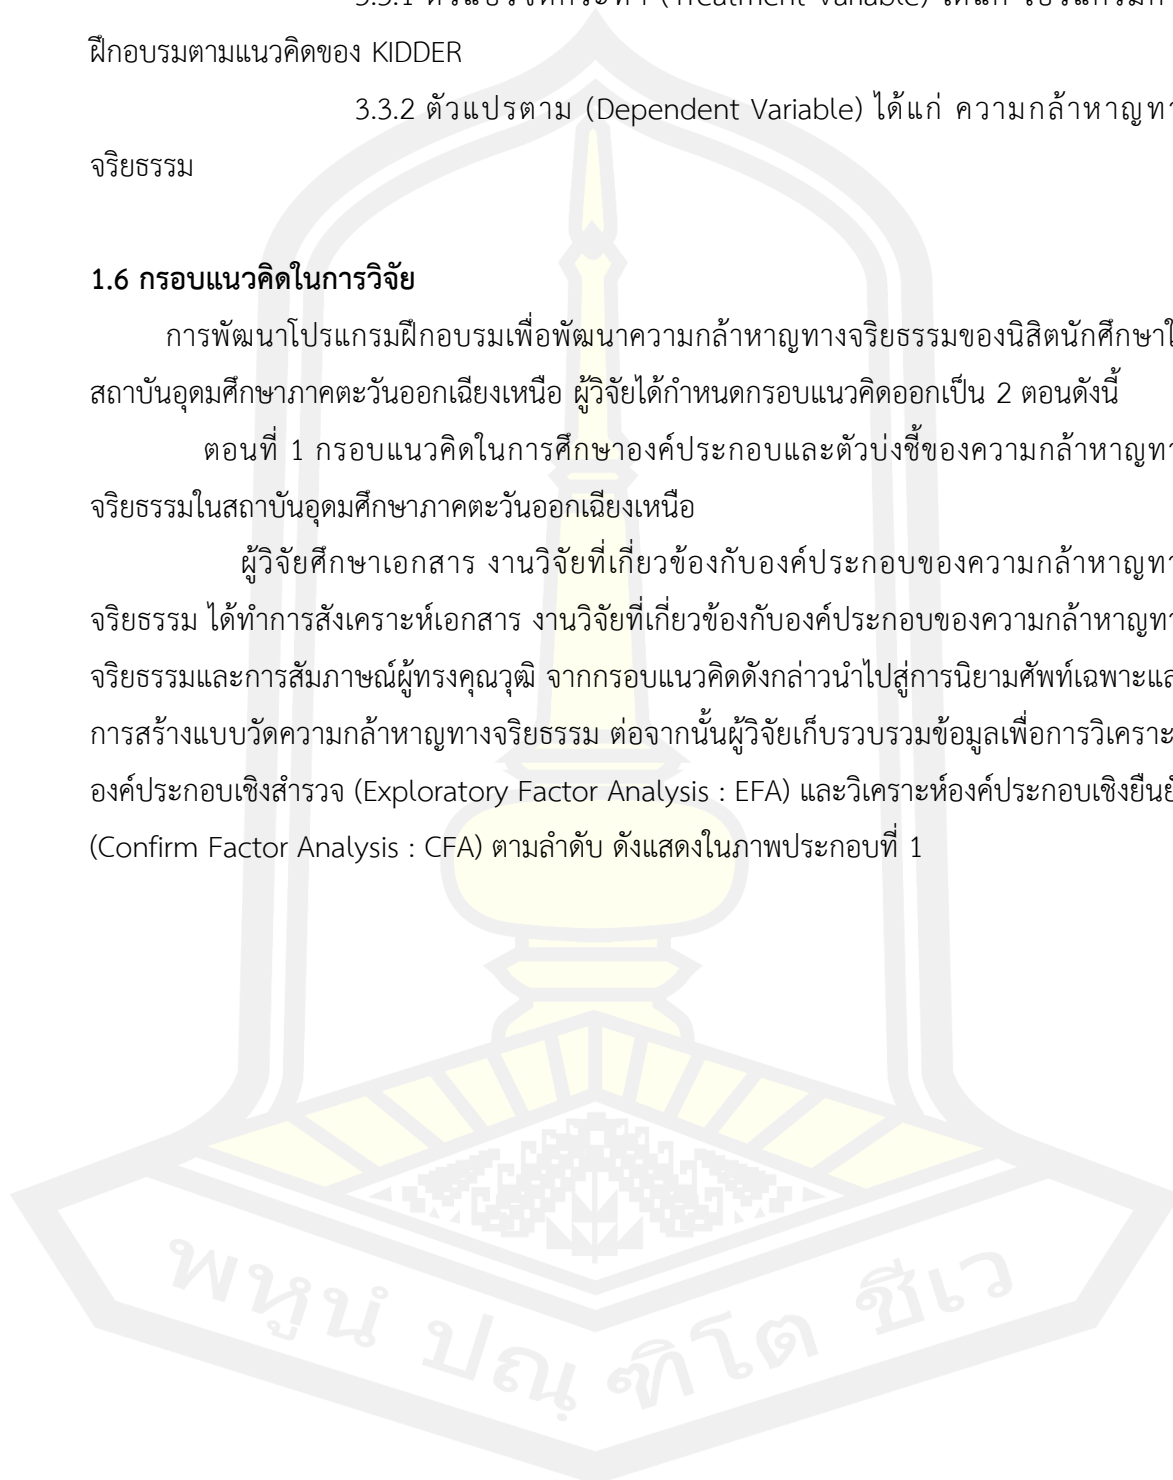 3.3.1 ตัวแปรจัดกระทำ (Treatment Variable) ได้แก่
ฝึกอบรมตามแนวคิดของ KIDDER
3.3.2 ตัวแปรตาม (Dependent Variable) ได้แก่ ความกล้าหาญทา
จริยธรรม
1.6 กรอบแนวคิดในการวิจัย
การพัฒนาโปรแกรมฝึกอบรมเพื่อพัฒนาความกล้าหาญทางจริยธรรมของนิสิตนักศึกษาใ
สถาบันอุดมศึกษาภาคตะวันออกเฉียงเหนือ ผู้วิจัยได้กำหนดกรอบแนวคิดออกเป็น 2 ตอนดังนี้
ตอนที่ 1 กรอบแนวคิดในการศึกษาองค์ประกอบและตัวบ่งชี้ของความกล้าหาญทา
จริยธรรมในสถาบันอุดมศึกษาภาคตะวันออกเฉียงเหนือ
ผู้วิจัยศึกษาเอกสาร งานวิจัยที่เกี่ยวข้องกับองค์ประกอบของความกล้าหาญทา
จริยธรรม ได้ทำการสังเคราะห์เอกสาร งานวิจัยที่เกี่ยวข้องกับองค์ประกอบของความกล้าหาญทา
จริยธรรมและการสัมภาษณ์ผู้ทรงคุณวุฒิ จากกรอบแนวคิดดังกล่าวนำไปสู่การนิยามศัพท์เฉพาะแล
การสร้างแบบวัดความกล้าหาญทางจริยธรรม ต่อจากนั้นผู้วิจัยเก็บรวบรวมข้อมูลเพื่อการวิเคราะ
องค์ประกอบเชิงสำรวจ (Exploratory Factor Analysis : EFA) และวิเคราะห์องค์ประกอบเชิงยืนยั
(Confirm Factor Analysis : CFA) ตามลำดับ ดังแสดงในภาพประกอบที่ 1
พหูนํ ปณฺ ฑิโต ชีเว